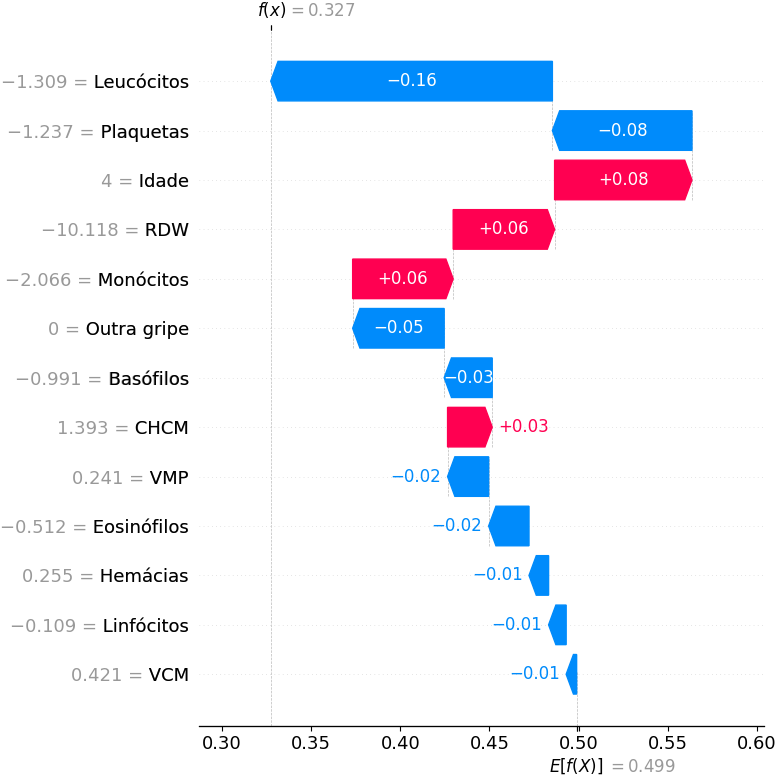 f(x) = 0.327
−1.309 = Leucócitos −0.16
−1.237 = Plaquetas −0.08
4 = Idade +0.08
−10.118 = RDW +0.06
−2.066 = Monócitos +0.06
0 = Outra gripe −0.05
−0.991 = Basófilos −0.03
1.393 = CHCM +0.03
0.241 = VMP −0.02
−0.512 = Eosinófilos −0.02
0.255 = Hemácias −0.01
−0.109 = Linfócitos −0.01
0.421 = VCM −0.01
0.30 0.35 0.40 0.45 0.50 0.55 0.60
E[f(X)] = 0.499